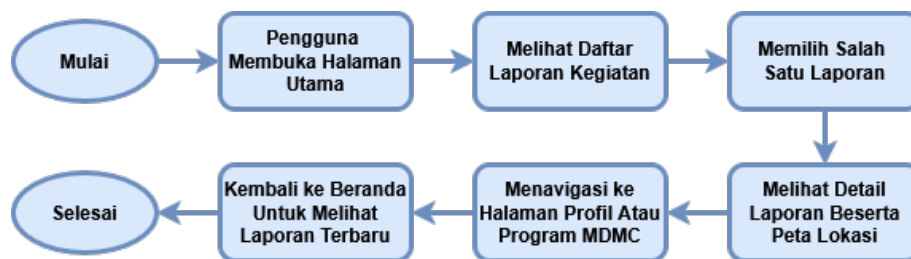 Mulai
Pengguna
Membuka Halaman
Utama
Melihat Daftar
Laporan Kegiatan
Memilih Salah
Satu Laporan
Melihat Detail
Laporan Beserta
Peta Lokasi
Menavigasi ke
Halaman Profil Atau
Program MDMC
Kembali ke Beranda
Untuk Melihat
Laporan Terbaru
Selesai